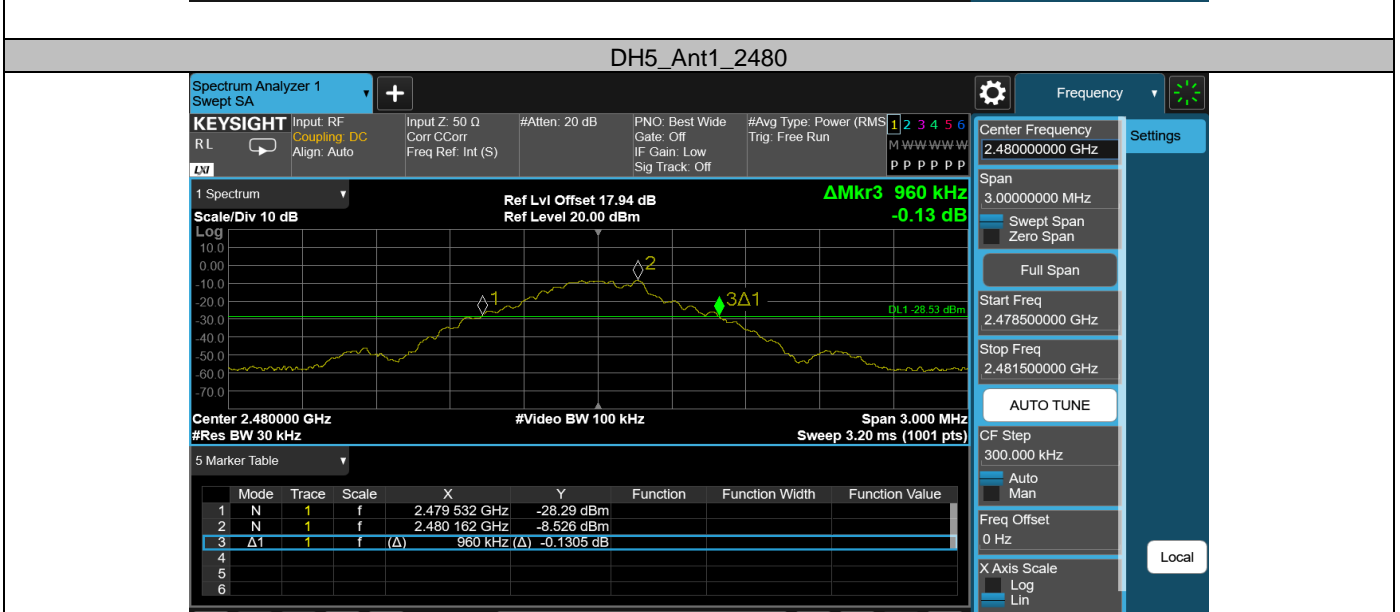 DH5_Ant1_2480
Spectrum Analyzer 1
Swept SA
+
Frequency
KEYSIGHT
RL
LXI
Input: RF
Coupling: DC
Align: Auto
Input Z: 50 Ω
Corr CCorr
Freq Ref: Int (S)
#Atten: 20 dB
PNO: Best Wide
Gate: Off
IF Gain: Low
Sig Track: Off
#Avg Type: Power (RMS
Trig: Free Run
1 2 3 4 5 6
M W W W W W
P P P P P P
Center Frequency
2.480000000 GHz
Settings
Span
3.00000000 MHz
Swept Span
Zero Span
Full Span
Start Freq
2.478500000 GHz
Stop Freq
2.481500000 GHz
AUTO TUNE
CF Step
300.000 kHz
Auto
Man
Freq Offset
0 Hz
X Axis Scale
Log
Lin
Local
1 Spectrum
Scale/Div 10 dB
Ref Lvl Offset 17.94 dB
Ref Level 20.00 dBm
ΔMkr3 960 kHz
-0.13 dB
Log
10.0
0.00
-10.0
-20.0
-30.0
-40.0
-50.0
-60.0
-70.0
1
2
3Δ1
DL1 -28.53 dBm
Center 2.480000 GHz
#Video BW 100 kHz
Span 3.000 MHz
#Res BW 30 kHz
Sweep 3.20 ms (1001 pts)
5 Marker Table
Mode Trace Scale X Y Function Function Width Function Value
1 N 1 f 2.479 532 GHz -28.29 dBm
2 N 1 f 2.480 162 GHz -8.526 dBm
3 Δ1 1 f (Δ) 960 kHz (Δ) -0.1305 dB
4
5
6